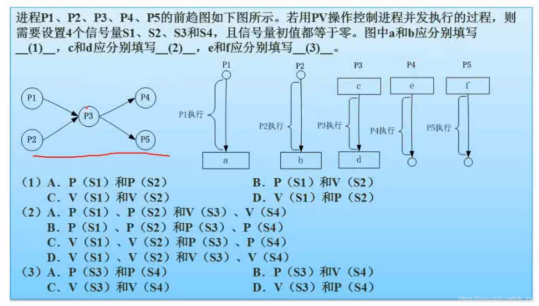 进程P1、P2、P3、P4、P5的前趋图如下图所示。若用PV操作控制进程并发执行的过程，则
需要设置4个信号量S1、S2、S3和S4，且信号量初值都等于零。图中a和b应分别填写
__(1)__，c和d应分别填写__(2)__，e和f应分别填写__(3)__。
P1 P2 P3 P4 P5
P1 P4
P3
P2 P5
c e f
P1执行 P2执行 P3执行 P4执行 P5执行
a b d
（1）A．P（S1）和P（S2） B．P（S1）和V（S2）
C．V（S1）和V（S2） D．V（S1）和P（S2）
（2）A．P（S1）、P（S2）和V（S3）、V（S4）
B．P（S1）、P（S2）和P（S3）、P（S4）
C．V（S1）、V（S2）和P（S3）、P（S4）
D．V（S1）、V（S2）和V（S3）、V（S4）
（3）A．P（S3）和P（S4） B．P（S3）和V（S4）
C．V（S3）和V（S4） D．V（S3）和P（S4）